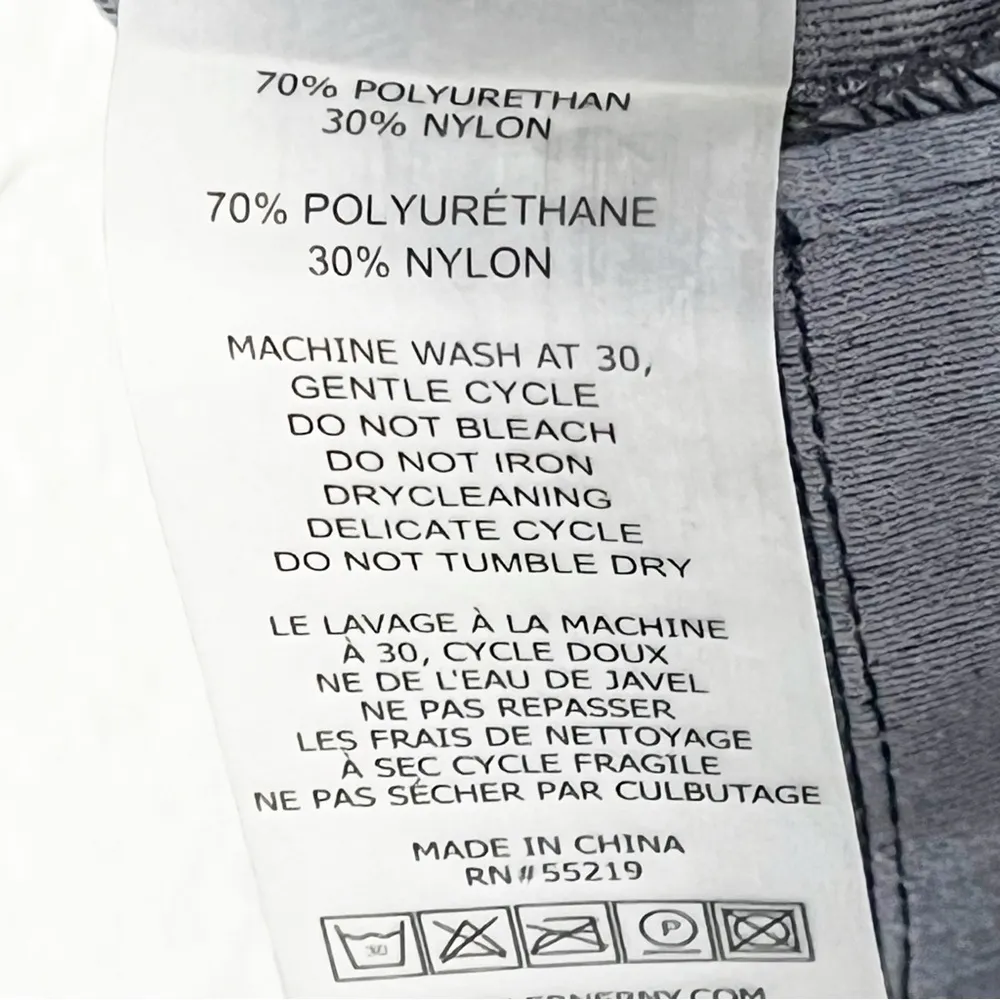 70% POLYURETHAN
30% NYLON
70% POLYURÉTHANE
30% NYLON
MACHINE WASH AT 30,
GENTLE CYCLE
DO NOT BLEACH
DO NOT IRON
DRYCLEANING
DELICATE CYCLE
DO NOT TUMBLE DRY
LE LAVAGE À LA MACHINE
À 30, CYCLE DOUX
NE DE L'EAU DE JAVEL
NE PAS REPASSER
LES FRAIS DE NETTOYAGE
À SEC CYCLE FRAGILE
NE PAS SÉCHER PAR CULBUTAGE
MADE IN CHINA
RN#55219
30 P